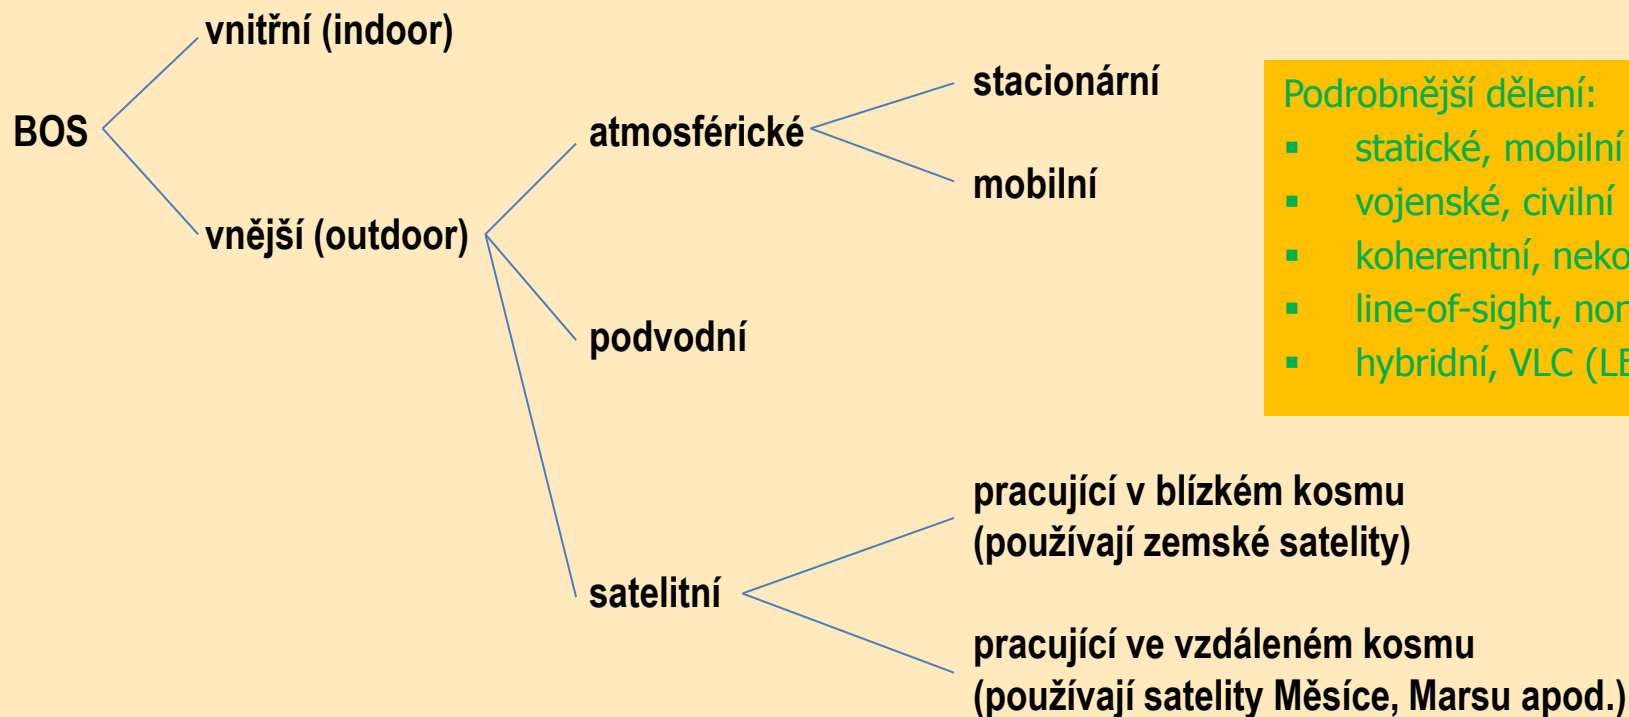 vnitřní (indoor)
BOS
vnější (outdoor)
atmosférické
stacionární
mobilní
podvodní
satelitní
pracující v blízkém kosmu
(používají zemské satelity)
pracující ve vzdáleném kosmu
(používají satelity Měsíce, Marsu apod.)
Podrobnější dělení:
▪ statické, mobilní
▪ vojenské, civilní
▪ koherentní,
▪ line-of-sight,
▪ hybridní, VLC